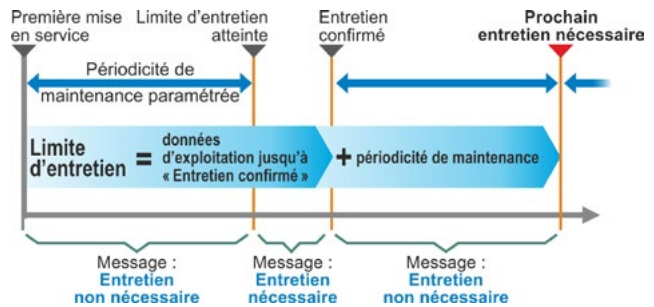 Première mise
en service
Limite d'entretien
atteinte
Entretien
confirmé
Prochain
entretien nécessaire
Périodicité de
maintenance paramétrée
Limite
d'entretien
=
données
d'exploitation jusqu'à
« Entretien confirmé »
+ périodicité de maintenance
Message :
Entretien
non nécessaire
Message :
Entretien
nécessaire
Message :
Entretien
non nécessaire